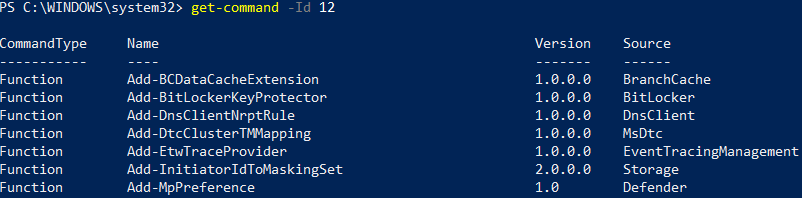 PS C:\WINDOWS\system32> get-command -Id 12
CommandType Name Version Source
----------- ---- ------- ------
Function Add-BCDataCacheExtension 1.0.0.0 BranchCache
Function Add-BitLockerKeyProtector 1.0.0.0 BitLocker
Function Add-DnsClientNrptRule 1.0.0.0 DnsClient
Function Add-DtcClusterTMMapping 1.0.0.0 MsDtc
Function Add-EtwTraceProvider 1.0.0.0 EventTracingManagement
Function Add-InitiatorIdToMaskingSet 2.0.0.0 Storage
Function Add-MpPreference 1.0 Defender